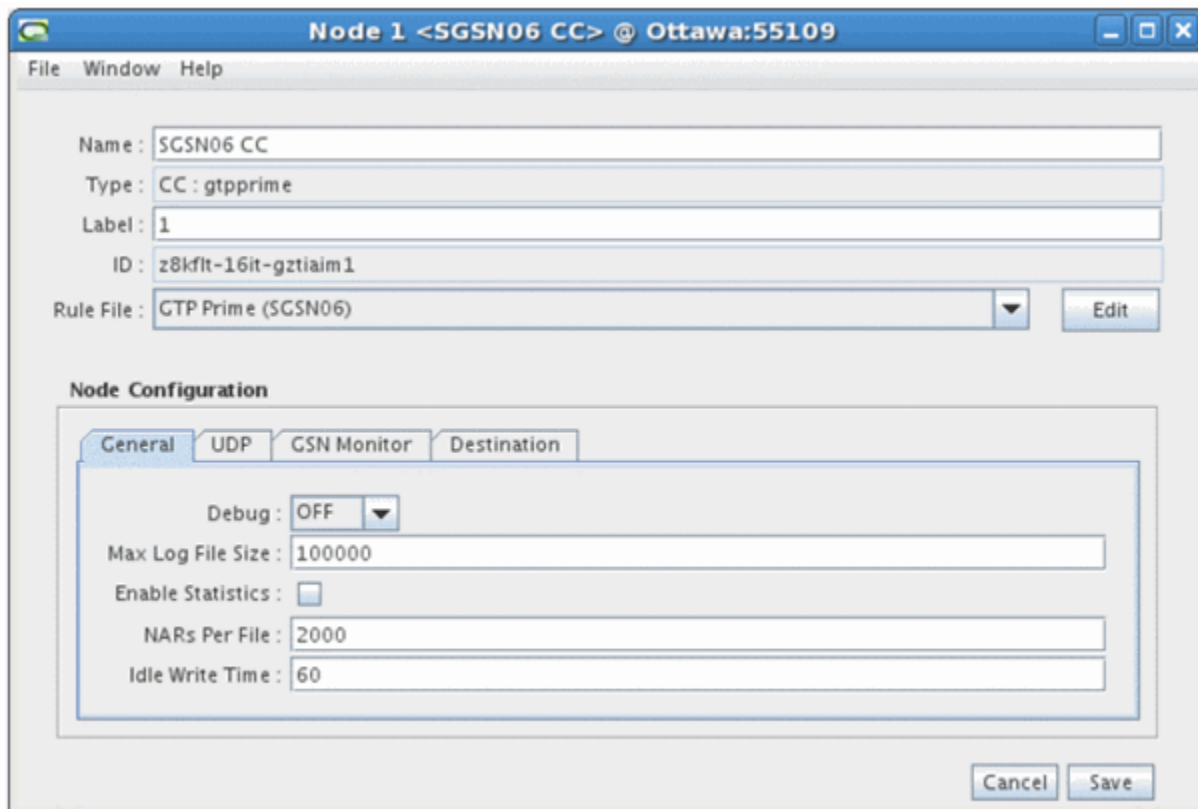 Node 1 <SGSN06 CC> @ Ottawa:55109
File Window Help
Name : SGSN06 CC
Type : CC : gtpprime
Label : 1
ID : z8kflt-16it-gztiaim1
Rule File : GTP Prime (SGSN06) Edit
Node Configuration
General UDP GSN Monitor Destination
Debug : OFF
Max Log File Size : 100000
Enable Statistics :
NARs Per File : 2000
Idle Write Time : 60
Cancel Save